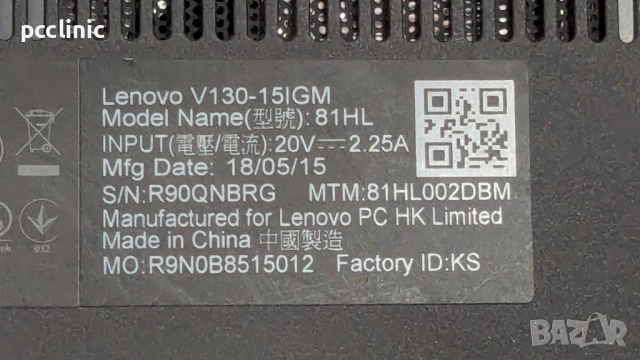 pcclinic
Lenovo V130-15IGM
Model Name(型號):81HL
INPUT(電壓/電流):20V⎓2.25A
Mfg Date: 18/05/15
S/N:R90QNBRG MTM:81HL002DBM
Manufactured for Lenovo PC HK Limited
Made in China 中國製造
MO:R9N0B8515012 Factory ID:KS
BAZAR